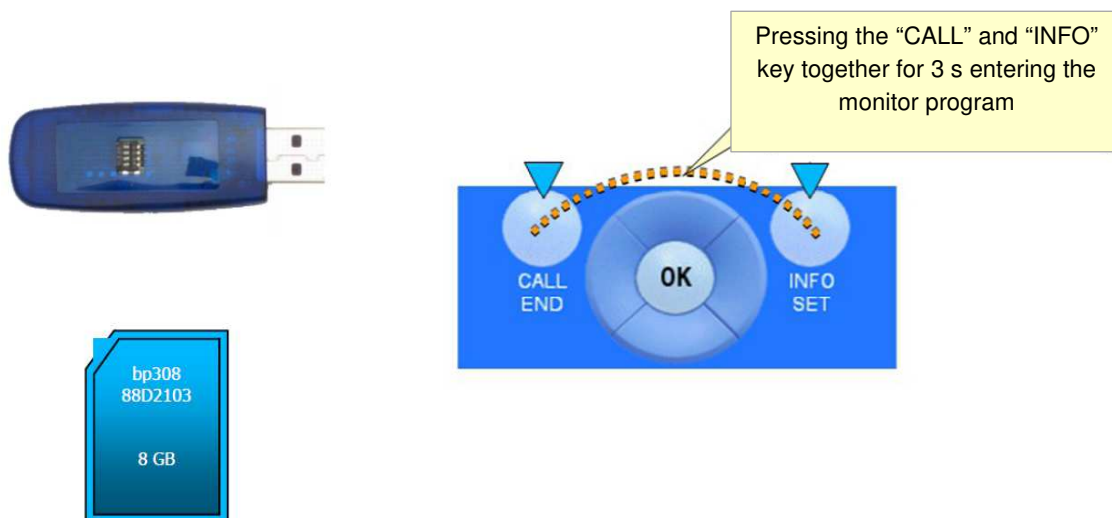 Pressing the “CALL” and “INFO”
key together for 3 s entering the
monitor program
CALL
END
OK
INFO
SET
bp308
88D2103
8 GB